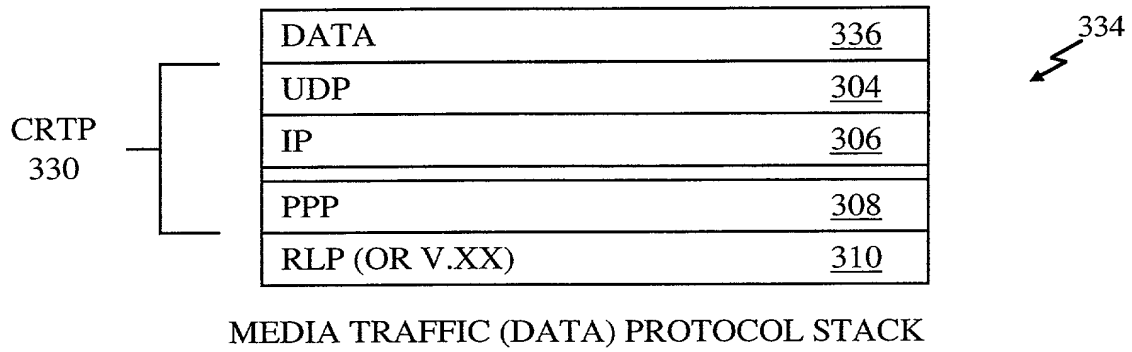 DATA 336
334
UDP 304
CRTP
330
IP 306
PPP 308
RLP (OR V.XX) 310
MEDIA TRAFFIC (DATA) PROTOCOL STACK